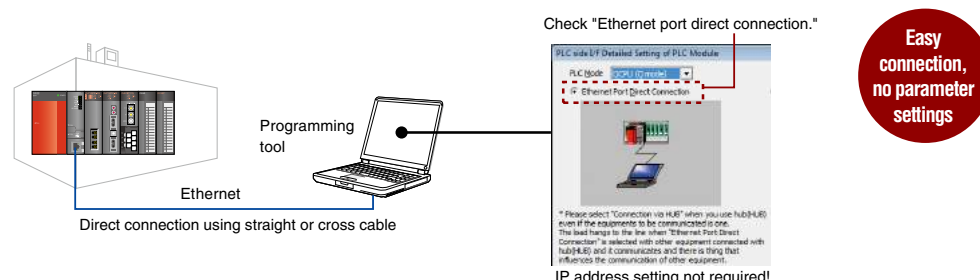 Check "Ethernet port direct connection."
Easy
connection,
no parameter
settings
PLC side I/F Detailed Setting of PLC Module
PLC Mode QCPU (Q mode)
Ethernet Port Direct Connection
Programming
tool
Ethernet
Direct connection using straight or cross cable
* Please select "Connection via HUB" when you use hub(HUB)
even if the equipments to be communicated is one.
The load hangs to the line when "Ethernet Port Direct
Connection" is selected with other equipment connected with
hub(HUB) and it communicates and there is thing that
influences the communication of other equipment.
IP address setting not required!